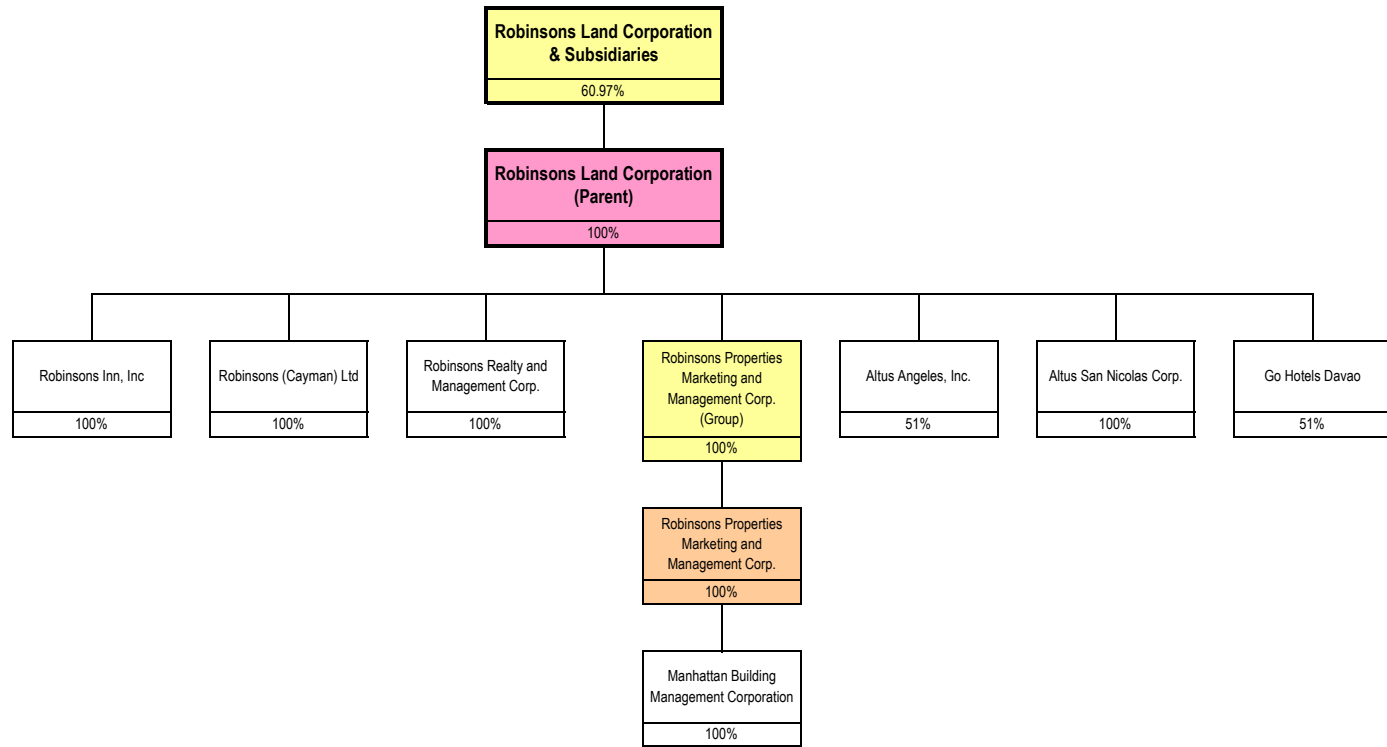 Robinsons Land Corporation
& Subsidiaries
60.97%
Robinsons Land Corporation
(Parent)
100%
Robinsons Inn, Inc
100%
Robinsons (Cayman) Ltd
100%
Robinsons Realty and
Management Corp.
100%
Robinsons Properties
Marketing and
Management Corp.
(Group)
100%
Altus Angeles, Inc.
51%
Altus San Nicolas Corp.
100%
Go Hotels Davao
51%
Robinsons Properties
Marketing and
Management Corp.
100%
Manhattan Building
Management Corporation
100%